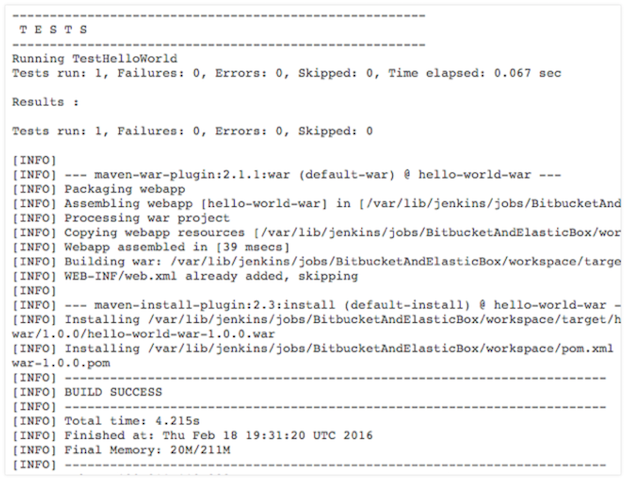 ----------------------------------------------------
T E S T S
----------------------------------------------------
Running TestHelloWorld
Tests run: 1, Failures: 0, Errors: 0, Skipped: 0, Time elapsed: 0.067 sec
Results :
Tests run: 1, Failures: 0, Errors: 0, Skipped: 0
[INFO]
[INFO] --- maven-war-plugin:2.1.1:war (default-war) @ hello-world-war ---
[INFO] Packaging webapp
[INFO] Assembling webapp [hello-world-war] in [/var/lib/jenkins/jobs/BitbucketAnd
[INFO] Processing war project
[INFO] Copying webapp resources [/var/lib/jenkins/jobs/BitbucketAndElasticBox/wor
[INFO] Webapp assembled in [39 msecs]
[INFO] Building war: /var/lib/jenkins/jobs/BitbucketAndElasticBox/workspace/targe
[INFO] WEB-INF/web.xml already added, skipping
[INFO]
[INFO] --- maven-install-plugin:2.3:install (default-install) @ hello-world-war -
[INFO] Installing /var/lib/jenkins/jobs/BitbucketAndElasticBox/workspace/target/h
war/1.0.0/hello-world-war-1.0.0.war
[INFO] Installing /var/lib/jenkins/jobs/BitbucketAndElasticBox/workspace/pom.xml
war-1.0.0.pom
[INFO] --------------------------------------------------------------------
[INFO] BUILD SUCCESS
[INFO] --------------------------------------------------------------------
[INFO] Total time: 4.215s
[INFO] Finished at: Thu Feb 18 19:31:20 UTC 2016
[INFO] Final Memory: 20M/211M
[INFO] --------------------------------------------------------------------